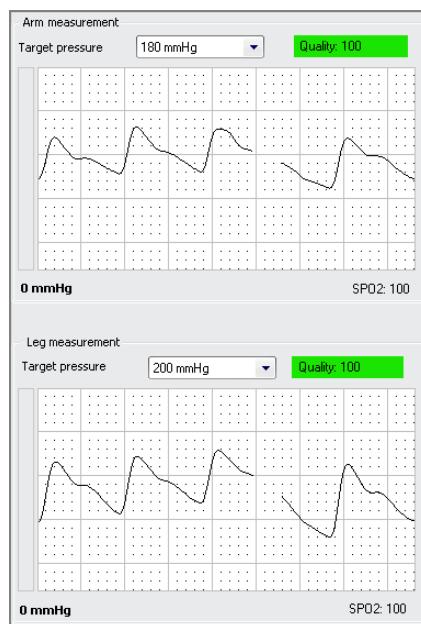 Arm measurement
Target pressure 180 mmHg Quality: 100
0 mmHg SPO2: 100
Leg measurement
Target pressure 200 mmHg Quality: 100
0 mmHg SPO2: 100